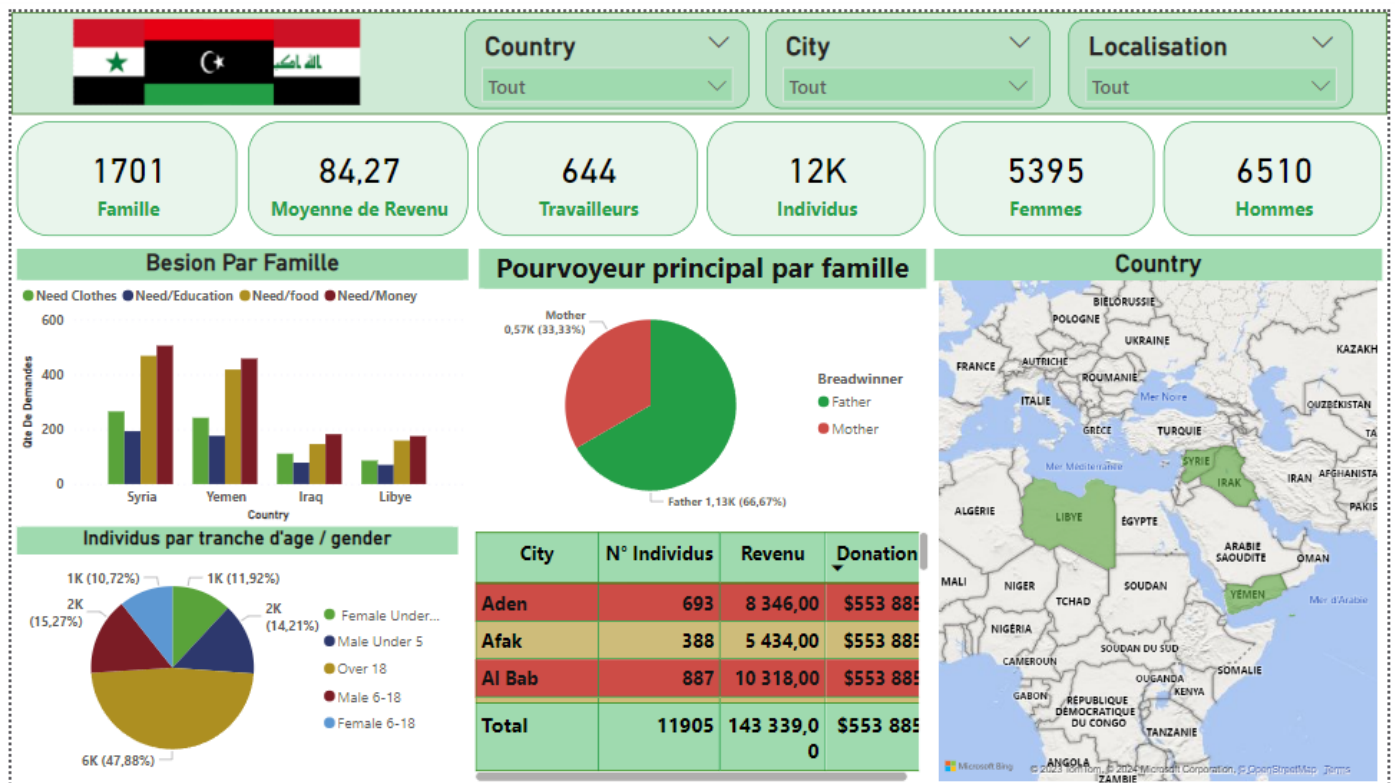 الله اكبر
Country
Tout
City
Tout
Localisation
Tout
1701
Famille
84,27
Moyenne de Revenu
644
Travailleurs
12K
Individus
5395
Femmes
6510
Hommes
Besion Par Famille
Need Clothes Need/Education Need/food Need/Money
600
400
200
0
Qte De Demandes
Syria Yemen Iraq Libye
Country
Pourvoyeur principal par famille
Mother
0,57K (33,33%)
Father 1,13K (66,67%)
Breadwinner
Father
Mother
Country
BIÉLORUSSIE
POLOGNE
UKRAINE
KAZAKH
FRANCE
AUTRICHE
ROUMANIE
ITALIE
Mer Noire
OUZBÉKISTAN
GRÈCE
TURQUIE
TA
Mer Méditerranée
SYRIE
IRAK
IRAN
AFGHANISTA
PAKIS
ALGÉRIE
LIBYE
ÉGYPTE
ARABIE
SAOUDITE
OMAN
MALI
NIGER
TCHAD
SOUDAN
YÉMEN
Mer d'Arabie
NIGÉRIA
SOUDAN DU SUD
CAMEROUN
SOMALIE
OUGANDA
KENYA
GABON
RÉPUBLIQUE
DÉMOCRATIQUE
DU CONGO
TANZANIE
ANGOLA
ZAMBIE
Microsoft Bing
© 2023 TomTom, © 2024 Microsoft Corporation, © OpenStreetMap Terms
Individus par tranche d'age / gender
1K (10,72%)
1K (11,92%)
2K
(15,27%)
2K
(14,21%)
6K (47,88%)
Female Under...
Male Under 5
Over 18
Male 6-18
Female 6-18
City N° Individus Revenu Donation
Aden 693 8 346,00 $553 885
Afak 388 5 434,00 $553 885
Al Bab 887 10 318,00 $553 885
Total 11905 143 339,0 $553 885
0